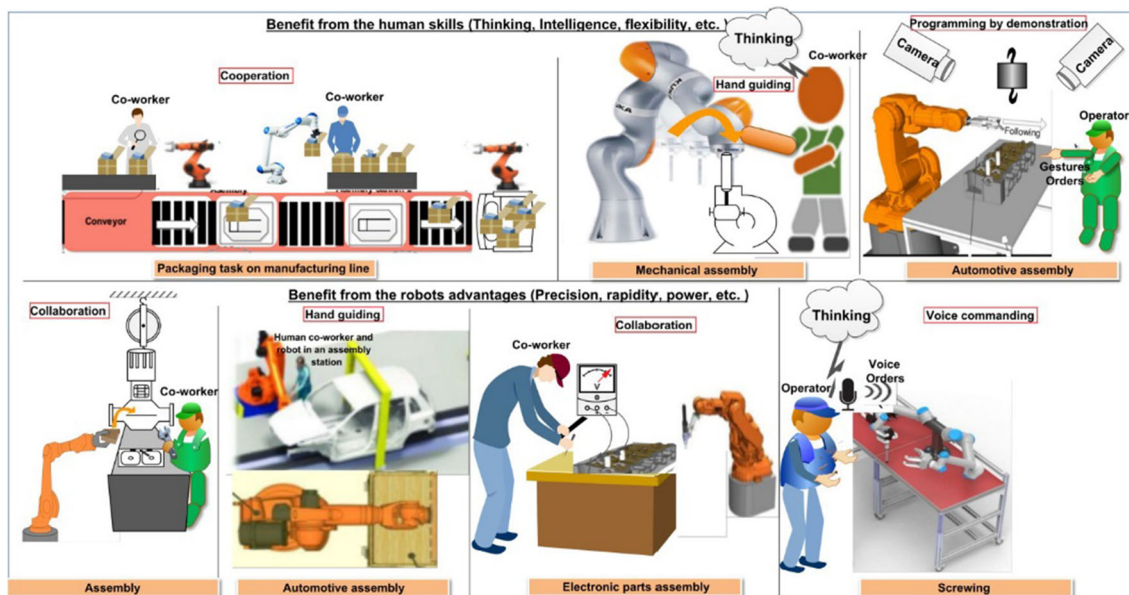 Benefit from the human skills (Thinking, Intelligence, flexibility, etc. )
Cooperation
Co-worker
Co-worker
Conveyor
Packaging task on manufacturing line
Thinking
Co-worker
Hand guiding
KUKA
Mechanical assembly
Programming by demonstration
Camera
Camera
Following
Operator
Gestures
Orders
Automotive assembly
Benefit from the robots advantages (Precision, rapidity, power, etc. )
Collaboration
Co-worker
Assembly
Hand guiding
Human co-worker and
robot in an assembly
station
Automotive assembly
Collaboration
Co-worker
V
Electronic parts assembly
Thinking
Voice commanding
Operator
Voice
Orders
Screwing